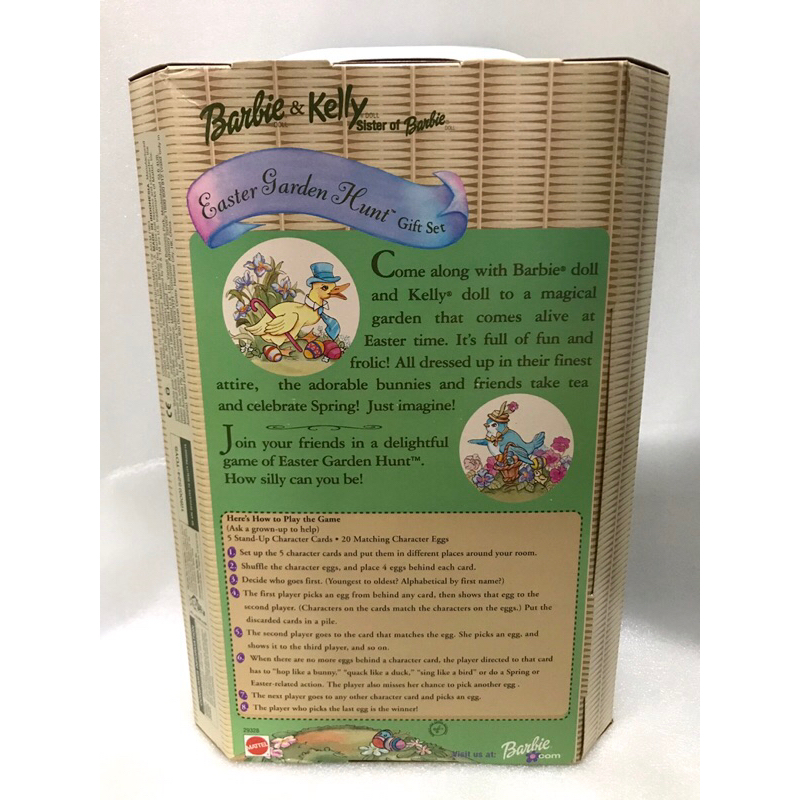 Barbie & Kelly
DOLL
DOLL
Sister of Barbie
DOLL
Easter Garden Hunt™ Gift Set
Come along with Barbie® doll
and Kelly® doll to a magical
garden that comes alive at
Easter time. It's full of fun and
frolic! All dressed up in their finest
attire, the adorable bunnies and friends take tea
and celebrate Spring! Just imagine!
Join your friends in a delightful
game of Easter Garden Hunt™.
How silly can you be!
Here's How to Play the Game
(Ask a grown-up to help)
5 Stand-Up Character Cards • 20 Matching Character Eggs
1. Set up the 5 character cards and put them in different places around your room.
2. Shuffle the character eggs, and place 4 eggs behind each card.
3. Decide who goes first. (Youngest to oldest? Alphabetical by first name?)
4. The first player picks an egg from behind any card, then shows that egg to the
second player. (Characters on the cards match the characters on the eggs.) Put the
discarded cards in a pile.
5. The second player goes to the card that matches the egg. She picks an egg, and
shows it to the third player, and so on.
6. When there are no more eggs behind a character card, the player directed to that card
has to "hop like a bunny," "quack like a duck," "sing like a bird" or do a Spring or
Easter-related action. The player also misses her chance to pick another egg .
7. The next player goes to any other character card and picks an egg.
8. The player who picks the last egg is the winner!
MATTEL
Visit us at: Barbie.com